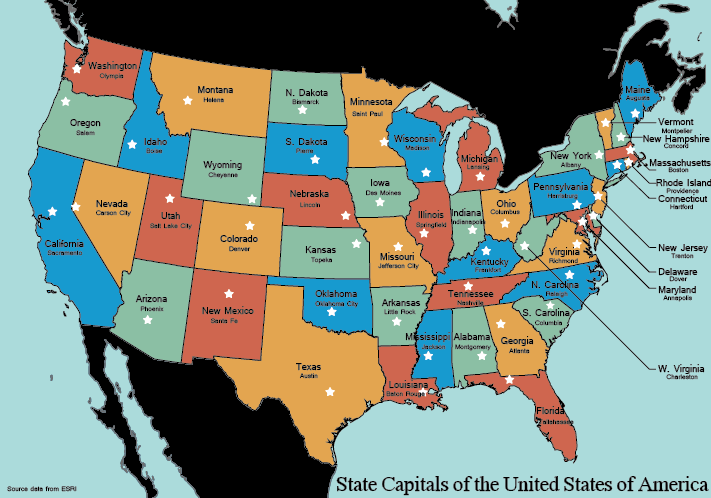 Washington
Olympia
Oregon
Salem
California
Sacramento
Nevada
Carson City
Idaho
Boise
Montana
Helena
Wyoming
Cheyenne
Utah
Salt Lake City
Colorado
Denver
Arizona
Phoenix
New Mexico
Santa Fe
N. Dakota
Bismarck
S. Dakota
Pierre
Nebraska
Lincoln
Kansas
Topeka
Oklahoma
Oklahoma City
Texas
Austin
Minnesota
Saint Paul
Iowa
Des Moines
Missouri
Jefferson City
Arkansas
Little Rock
Louisiana
Baton Rouge
Wisconsin
Madison
Illinois
Springfield
Michigan
Lansing
Indiana
Indianapolis
Ohio
Columbus
Kentucky
Frankfort
Tennessee
Nashville
Mississippi
Jackson
Alabama
Montgomery
Georgia
Atlanta
Florida
Tallahassee
S. Carolina
Columbia
N. Carolina
Raleigh
Virginia
Richmond
Pennsylvania
Harrisburg
New York
Albany
Maine
Augusta
Vermont
Montpelier
New Hampshire
Concord
Massachusetts
Boston
Rhode Island
Providence
Connecticut
Hartford
New Jersey
Trenton
Delaware
Dover
Maryland
Annapolis
W. Virginia
Charleston
Source data from ESRI
State Capitals of the United States of America